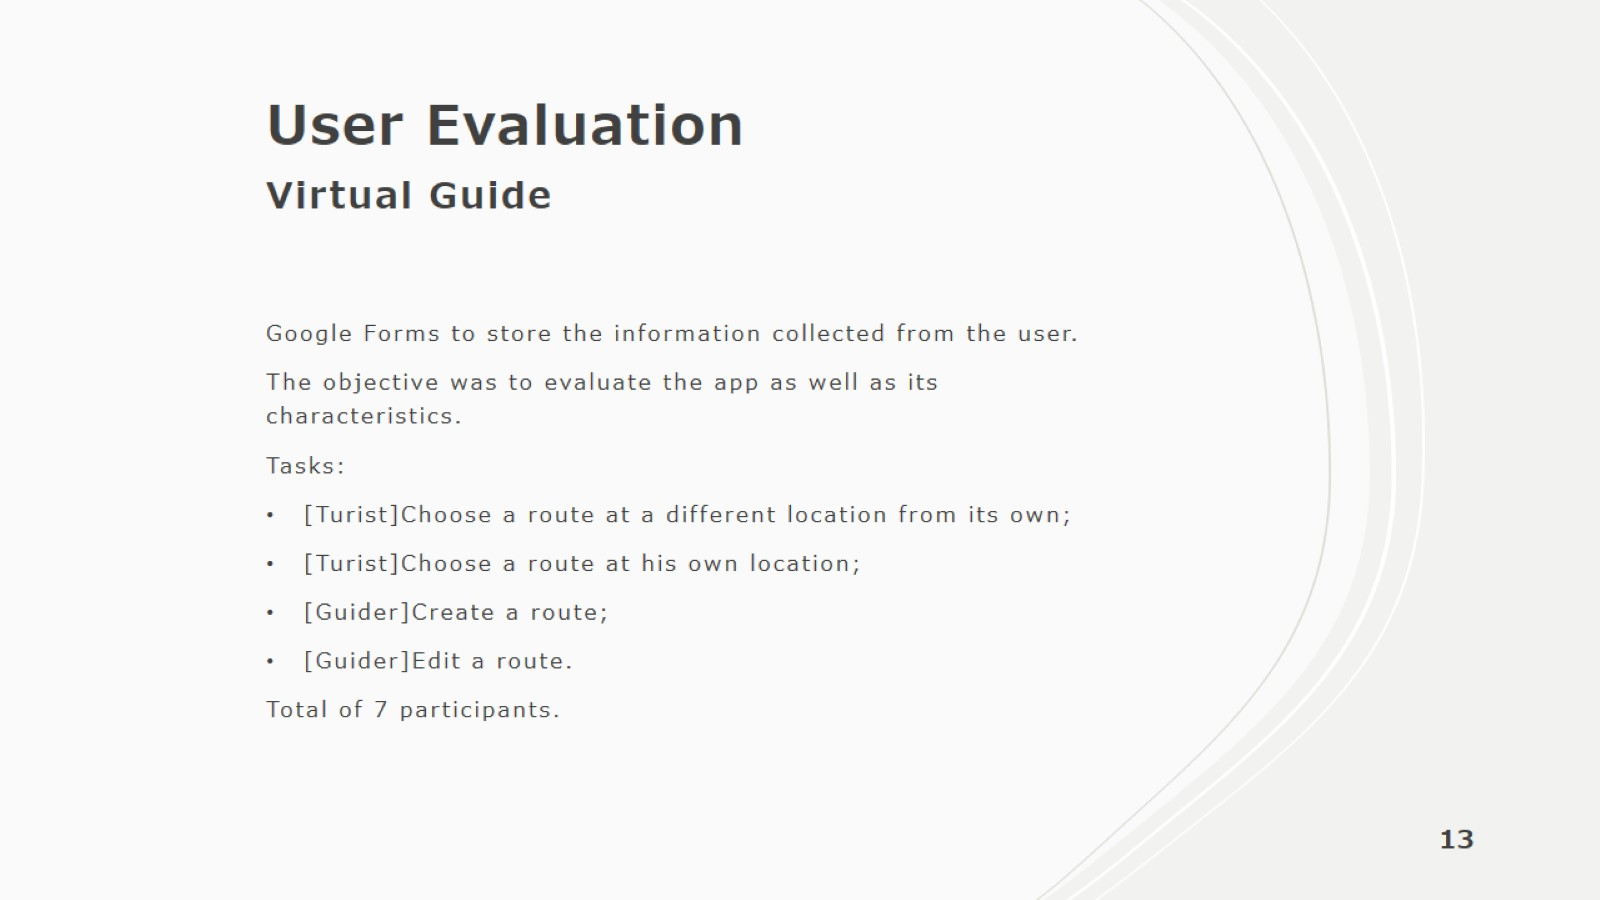 User Evaluation
Virtual Guide
Google Forms to store the information collected from the user.
The objective was to evaluate the app as well as its
characteristics.
Tasks:
• [Turist]Choose a route at a different location from its own;
• [Turist]Choose a route at his own location;
• [Guider]Create a route;
• [Guider]Edit a route.
Total of 7 participants.
13